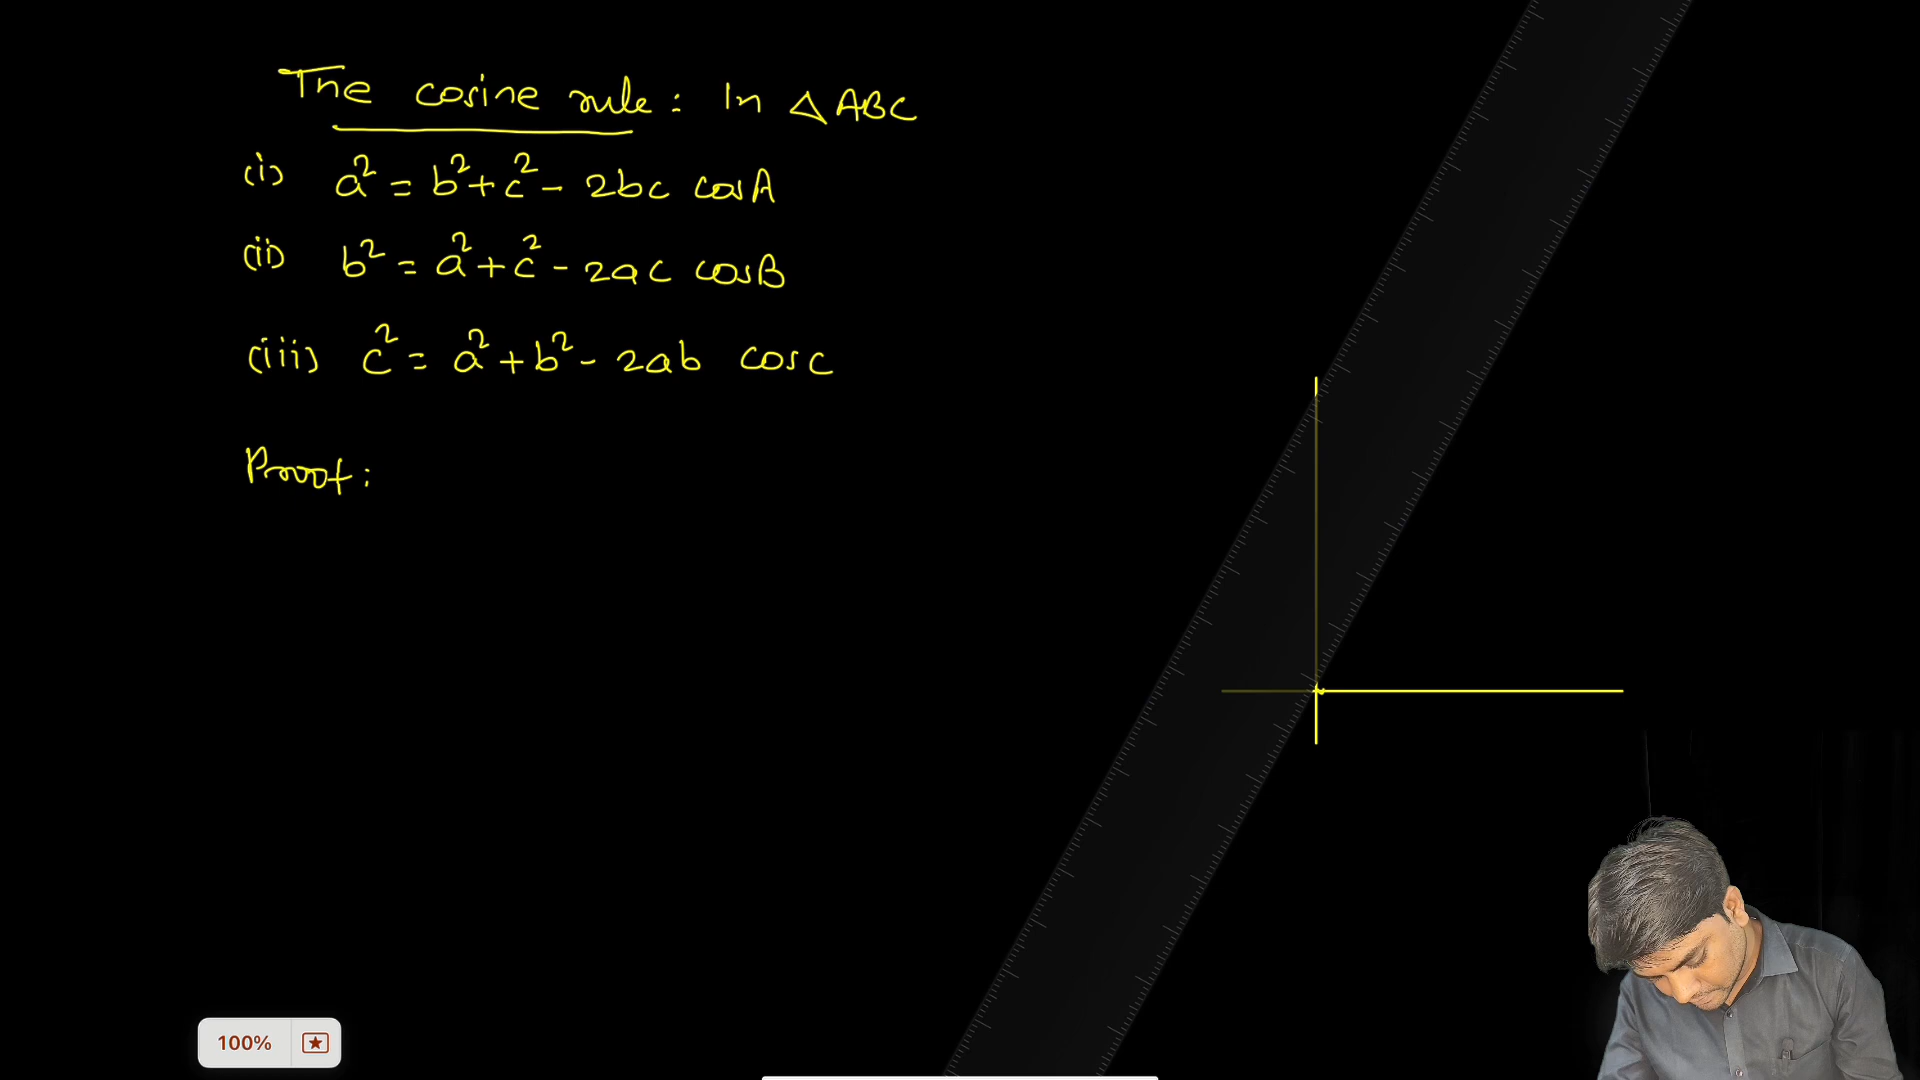 The cosine rule : In △ABC
(i) a² = b² + c² - 2bc cosA
(ii) b² = a² + c² - 2ac cosB
(iii) c² = a² + b² - 2ab cosc
Proof :
100%